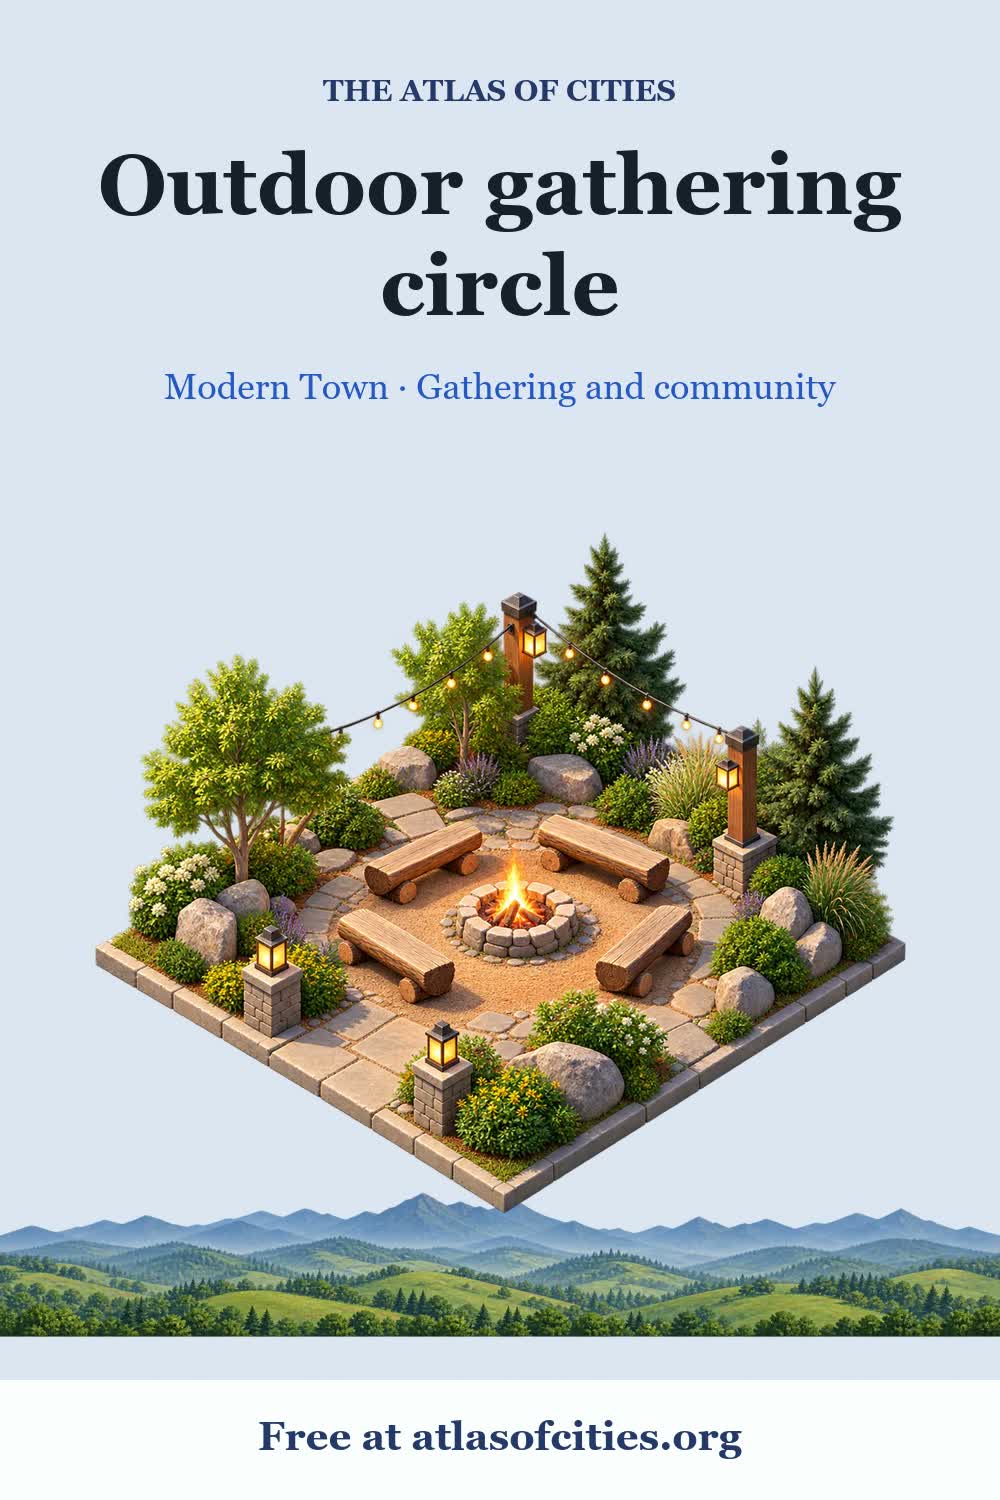 THE ATLAS OF CITIES
Outdoor gathering
circle
Modern Town · Gathering and community
Free at atlasofcities.org